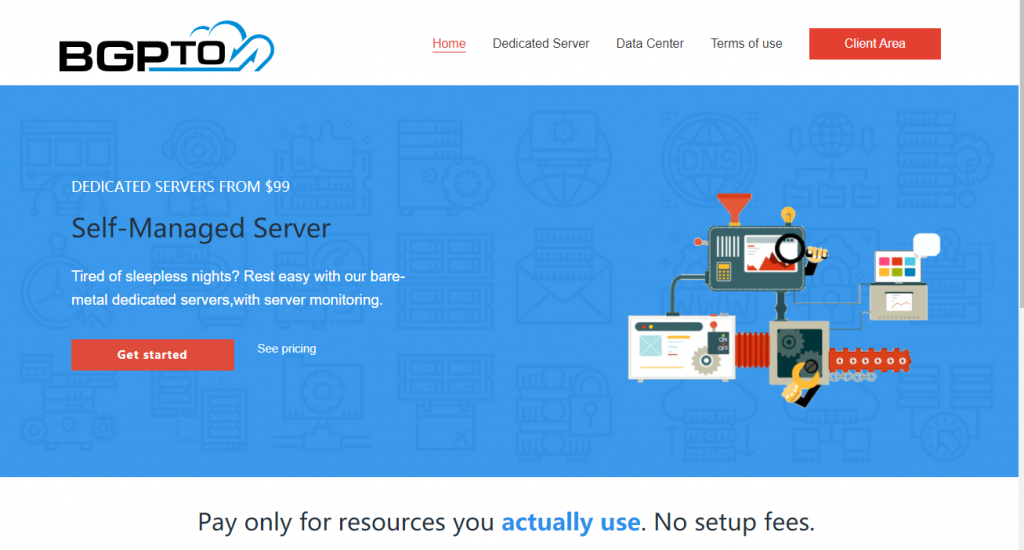 BGPTO
Home
Dedicated Server
Data Center
Terms of use
Client Area
DEDICATED SERVERS FROM $99
Self-Managed Server
Tired of sleepless nights? Rest easy with our bare-
metal dedicated servers,with server monitoring.
Get started
See pricing
DNS
ON
OFF
Pay only for resources you actually use. No setup fees.